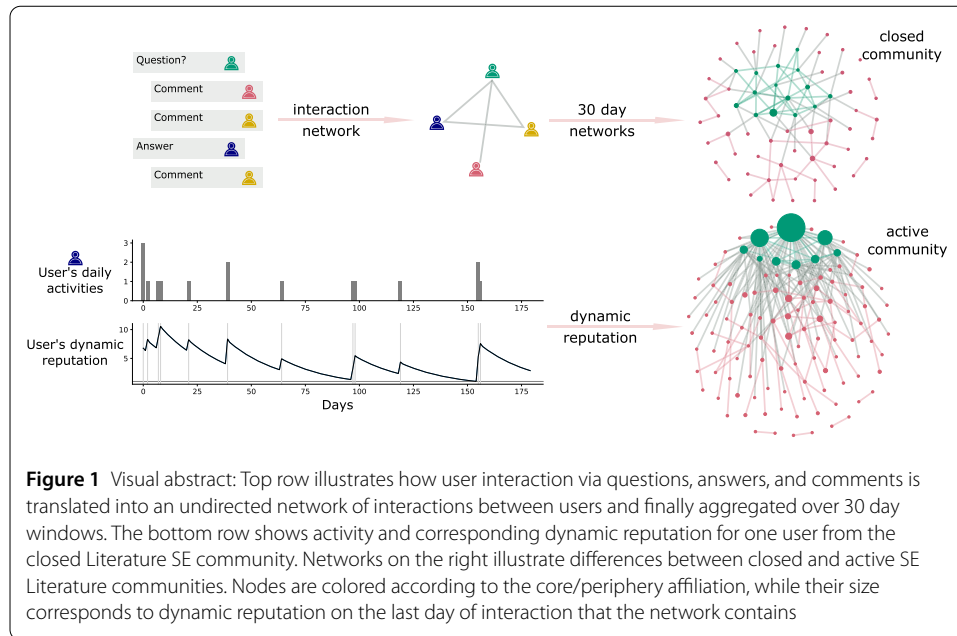 Question?
Comment
Comment
Answer
Comment
interaction
network
30 day
networks
closed
community
User's daily
activities
3
2
1
0
0 25 50 75 100 125 150 175
User's dynamic
reputation
10
5
0 25 50 75 100 125 150 175
Days
dynamic
reputation
active
community
Figure 1 Visual abstract: Top row illustrates how user interaction via questions, answers, and comments is
translated into an undirected network of interactions between users and finally aggregated over 30 day
windows. The bottom row shows activity and corresponding dynamic reputation for one user from the
closed Literature SE community. Networks on the right illustrate differences between closed and active SE
Literature communities. Nodes are colored according to the core/periphery affiliation, while their size
corresponds to dynamic reputation on the last day of interaction that the network contains